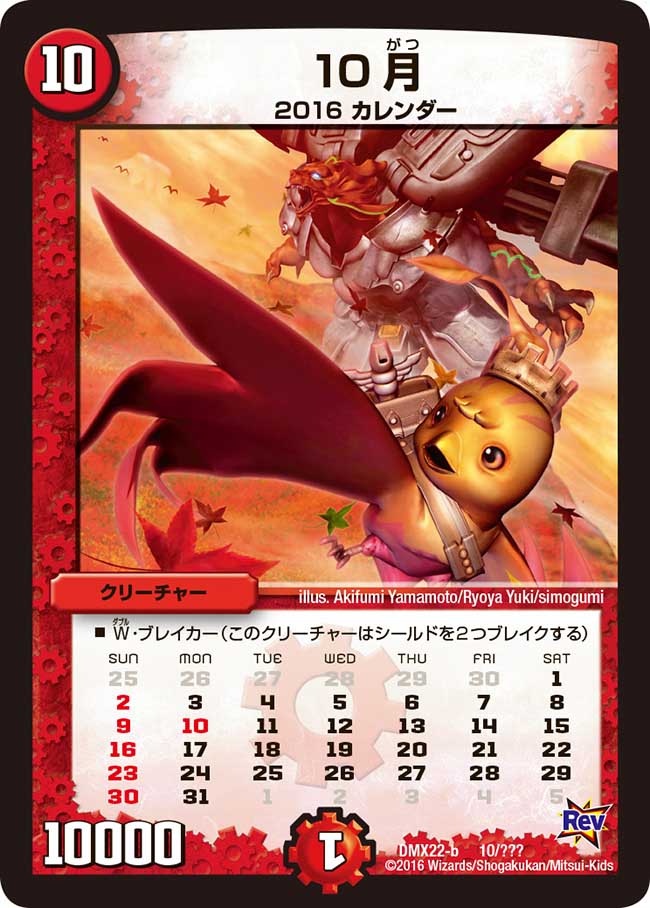 10
がつ
10 月
2016 カレンダー
クリーチャー
illus. Akifumi Yamamoto/Ryoya Yuki/simogumi
ダブル
■ W・ブレイカー(このクリーチャーはシールドを2つブレイクする)
SUN MON TUE WED THU FRI SAT
25 26 27 28 29 30 1
2 3 4 5 6 7 8
9 10 11 12 13 14 15
16 17 18 19 20 21 22
23 24 25 26 27 28 29
30 31 1 2 3 4 5
Rev
10000
1
DMX22-b 10/???
©2016 Wizards/Shogakukan/Mitsui-Kids